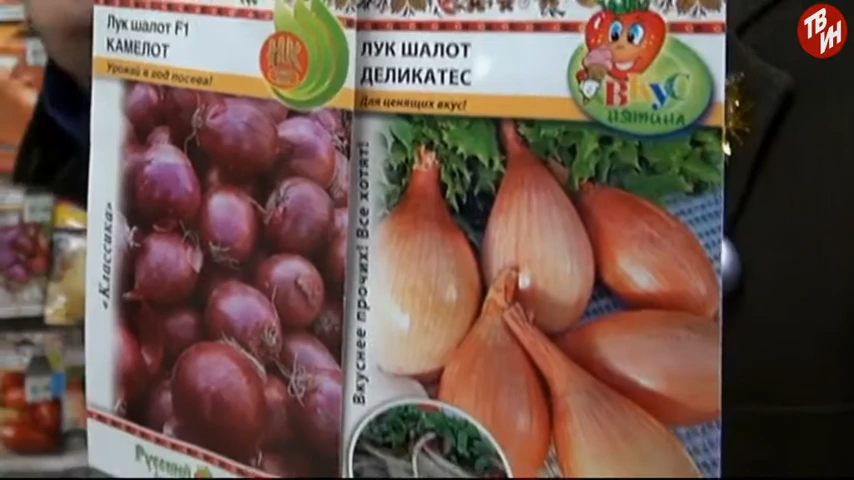 Лук шалот F1
КАМЕЛОТ
Урожай в год посева!
«Классика»
Русский
ЛУК ШАЛОТ
ДЕЛИКАТЕС
Для ценящих вкус!
Вкуснее прочих! Все хотят!
Вкус
ТВ
ИН